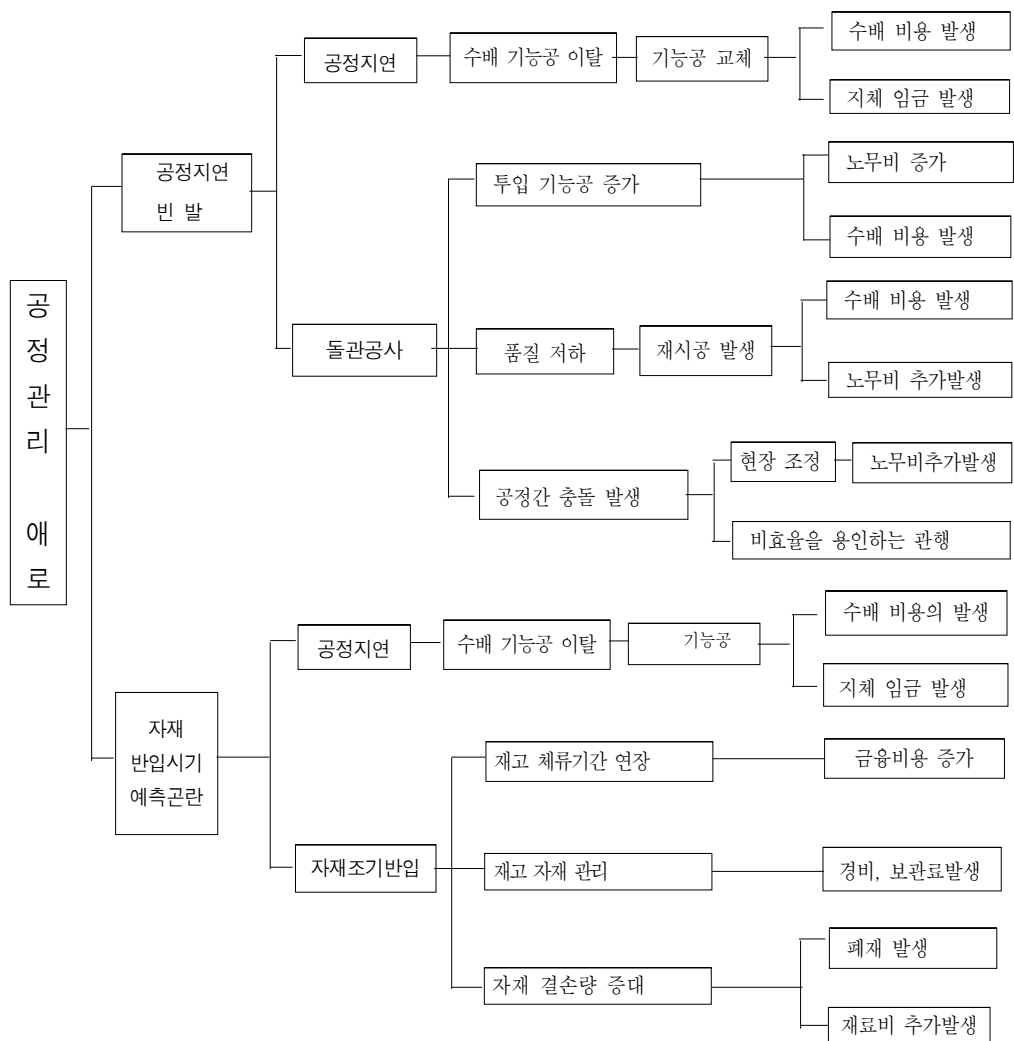 수배 비용 발생
공정지연
수배 기능공 이탈
기능공 교체
지체 임금 발생
공정지연
빈 발
투입 기능공 증가
노무비 증가
수배 비용 발생
공정관리 애로
돌관공사
품질 저하
재시공 발생
수배 비용 발생
노무비 추가발생
공정간 충돌 발생
현장 조정
노무비추가발생
비효율을 용인하는 관행
공정지연
수배 기능공 이탈
기능공
수배 비용의 발생
지체 임금 발생
자재
반입시기
예측곤란
재고 체류기간 연장
금융비용 증가
자재조기반입
재고 자재 관리
경비, 보관료발생
자재 결손량 증대
폐재 발생
재료비 추가발생